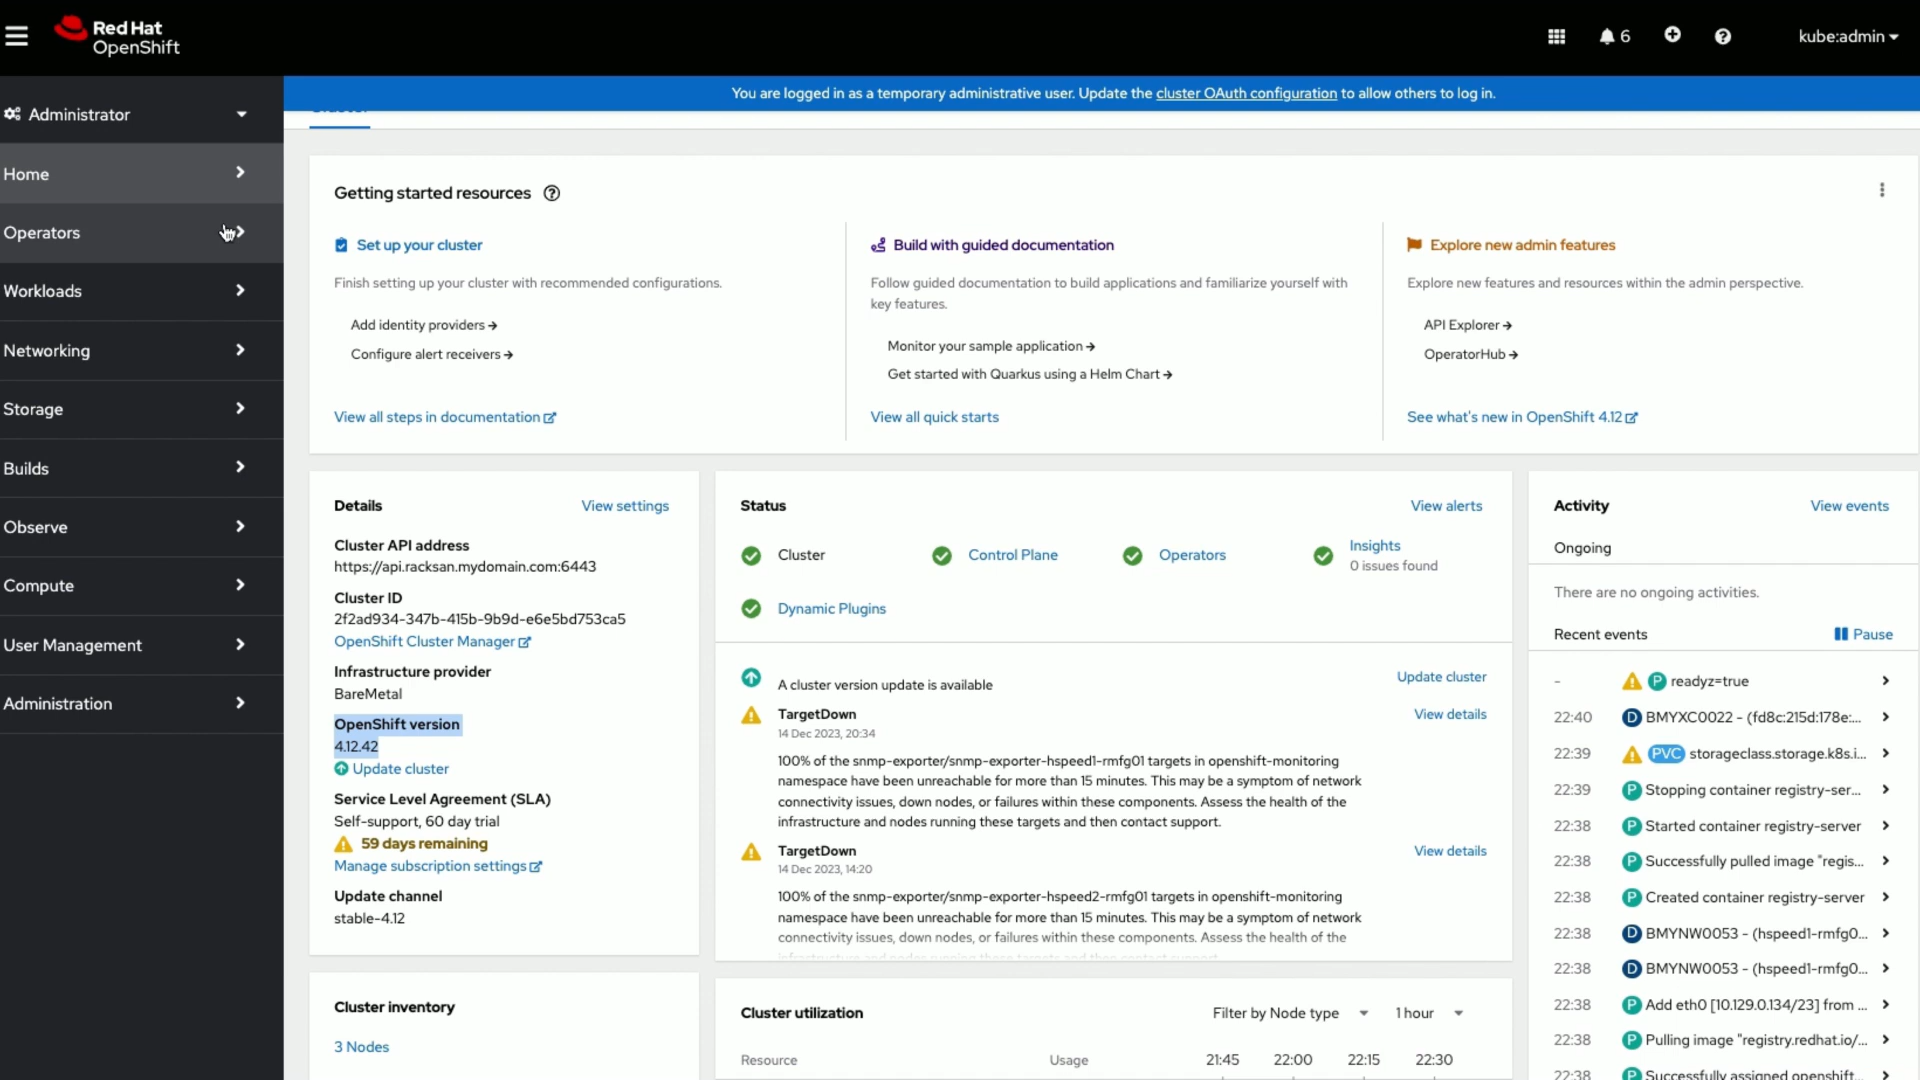 Red Hat
OpenShift
6
kube:admin
You are logged in as a temporary administrative user. Update the cluster OAuth configuration to allow others to log in.
Administrator
Home
Operators
Workloads
Networking
Storage
Builds
Observe
Compute
User Management
Administration
Cluster
Getting started resources
Set up your cluster
Finish setting up your cluster with recommended configurations.
Add identity providers
Configure alert receivers
View all steps in documentation
Build with guided documentation
Follow guided documentation to build applications and familiarize yourself with
key features.
Monitor your sample application
Get started with Quarkus using a Helm Chart
View all quick starts
Explore new admin features
Explore new features and resources within the admin perspective.
API Explorer
OperatorHub
See what's new in OpenShift 4.12
Details
View settings
Cluster API address
https://api.racksan.mydomain.com:6443
Cluster ID
2f2ad934-347b-415b-9b9d-e6e5bd753ca5
OpenShift Cluster Manager
Infrastructure provider
BareMetal
OpenShift version
4.12.42
Update cluster
Service Level Agreement (SLA)
Self-support, 60 day trial
59 days remaining
Manage subscription settings
Update channel
stable-4.12
Cluster inventory
3 Nodes
Status
View alerts
Cluster
Control Plane
Operators
Insights
0 issues found
Dynamic Plugins
A cluster version update is available
Update cluster
TargetDown
View details
14 Dec 2023, 20:34
100% of the snmp-exporter/snmp-exporter-hspeed1-rmfg01 targets in openshift-monitoring
namespace have been unreachable for more than 15 minutes. This may be a symptom of network
connectivity issues, down nodes, or failures within these components. Assess the health of the
infrastructure and nodes running these targets and then contact support.
TargetDown
View details
14 Dec 2023, 14:20
100% of the snmp-exporter/snmp-exporter-hspeed2-rmfg01 targets in openshift-monitoring
namespace have been unreachable for more than 15 minutes. This may be a symptom of network
connectivity issues, down nodes, or failures within these components. Assess the health of the
infrastructure and nodes running these targets and then contact support.
Cluster utilization
Filter by Node type
1 hour
Resource
Usage
21:45
22:00
22:15
22:30
Activity
View events
Ongoing
There are no ongoing activities.
Recent events
Pause
- P readyz=true
22:40 D BMYXC0022 - (fd8c:215d:178e:...
22:39 PVC storageclass.storage.k8s.i...
22:39 P Stopping container registry-ser...
22:38 P Started container registry-server
22:38 P Successfully pulled image "regis...
22:38 P Created container registry-server
22:38 D BMYNW0053 - (hspeed1-rmfg0...
22:38 D BMYNW0053 - (hspeed1-rmfg0...
22:38 P Add eth0 [10.129.0.134/23] from ...
22:38 P Pulling image "registry.redhat.io/...
22:38 P Successfully assigned openshift...